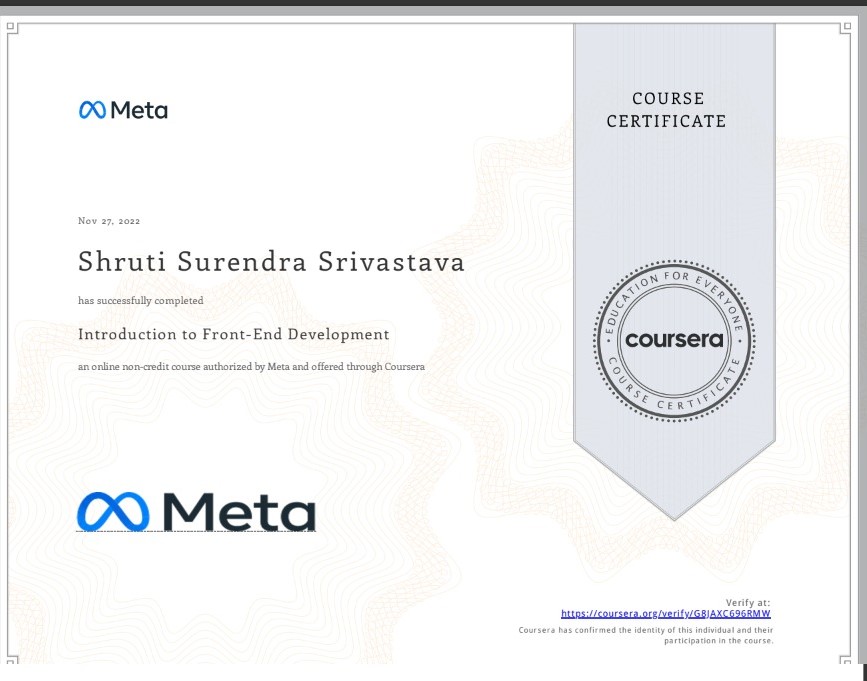 Meta
COURSE
CERTIFICATE
Nov 27, 2022
Shruti Surendra Srivastava
has successfully completed
Introduction to Front-End Development
an online non-credit course authorized by Meta and offered through Coursera
EDUCATION FOR EVERYONE
coursera
COURSE CERTIFICATE
Meta
Verify at:
https://coursera.org/verify/G8JAXC696RMW
Coursera has confirmed the identity of this individual and their
participation in the course.